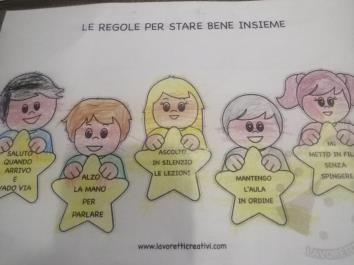 LE REGOLE PER STARE BENE INSIEME
SALUTO
QUANDO
ARRIVO
E
VADO VIA
ALZO
LA MANO
PER
PARLARE
ASCOLTO
IN SILENZIO
LE LEZIONI
MANTENGO
L'AULA
IN ORDINE
MI
METTO IN FILA
SENZA
SPINGERE
www.lavoretticreativi.com
LAVORETTI